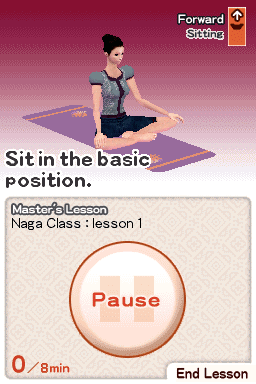 Forward
Sitting
Sit in the basic
position.
Master's Lesson
Naga Class : lesson 1
Pause
0/8min
End Lesson